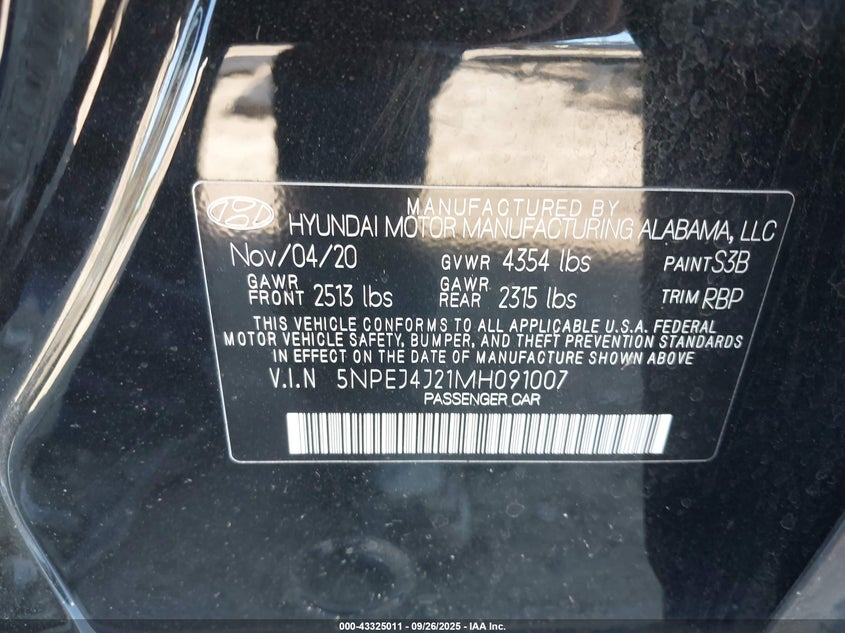 MANUFACTURED BY
HYUNDAI MOTOR MANUFACTURING ALABAMA, LLC
Nov/04/20 GVWR 4354 lbs PAINT S3B
GAWR FRONT 2513 lbs GAWR REAR 2315 lbs TRIM RBP
THIS VEHICLE CONFORMS TO ALL APPLICABLE U.S.A. FEDERAL
MOTOR VEHICLE SAFETY, BUMPER, AND THEFT PREVENTION STANDARDS
IN EFFECT ON THE DATE OF MANUFACTURE SHOWN ABOVE
V.I.N 5NPEJ4J21MH091007
PASSENGER CAR
000-43325011 - 09/26/2025 - IAA Inc.